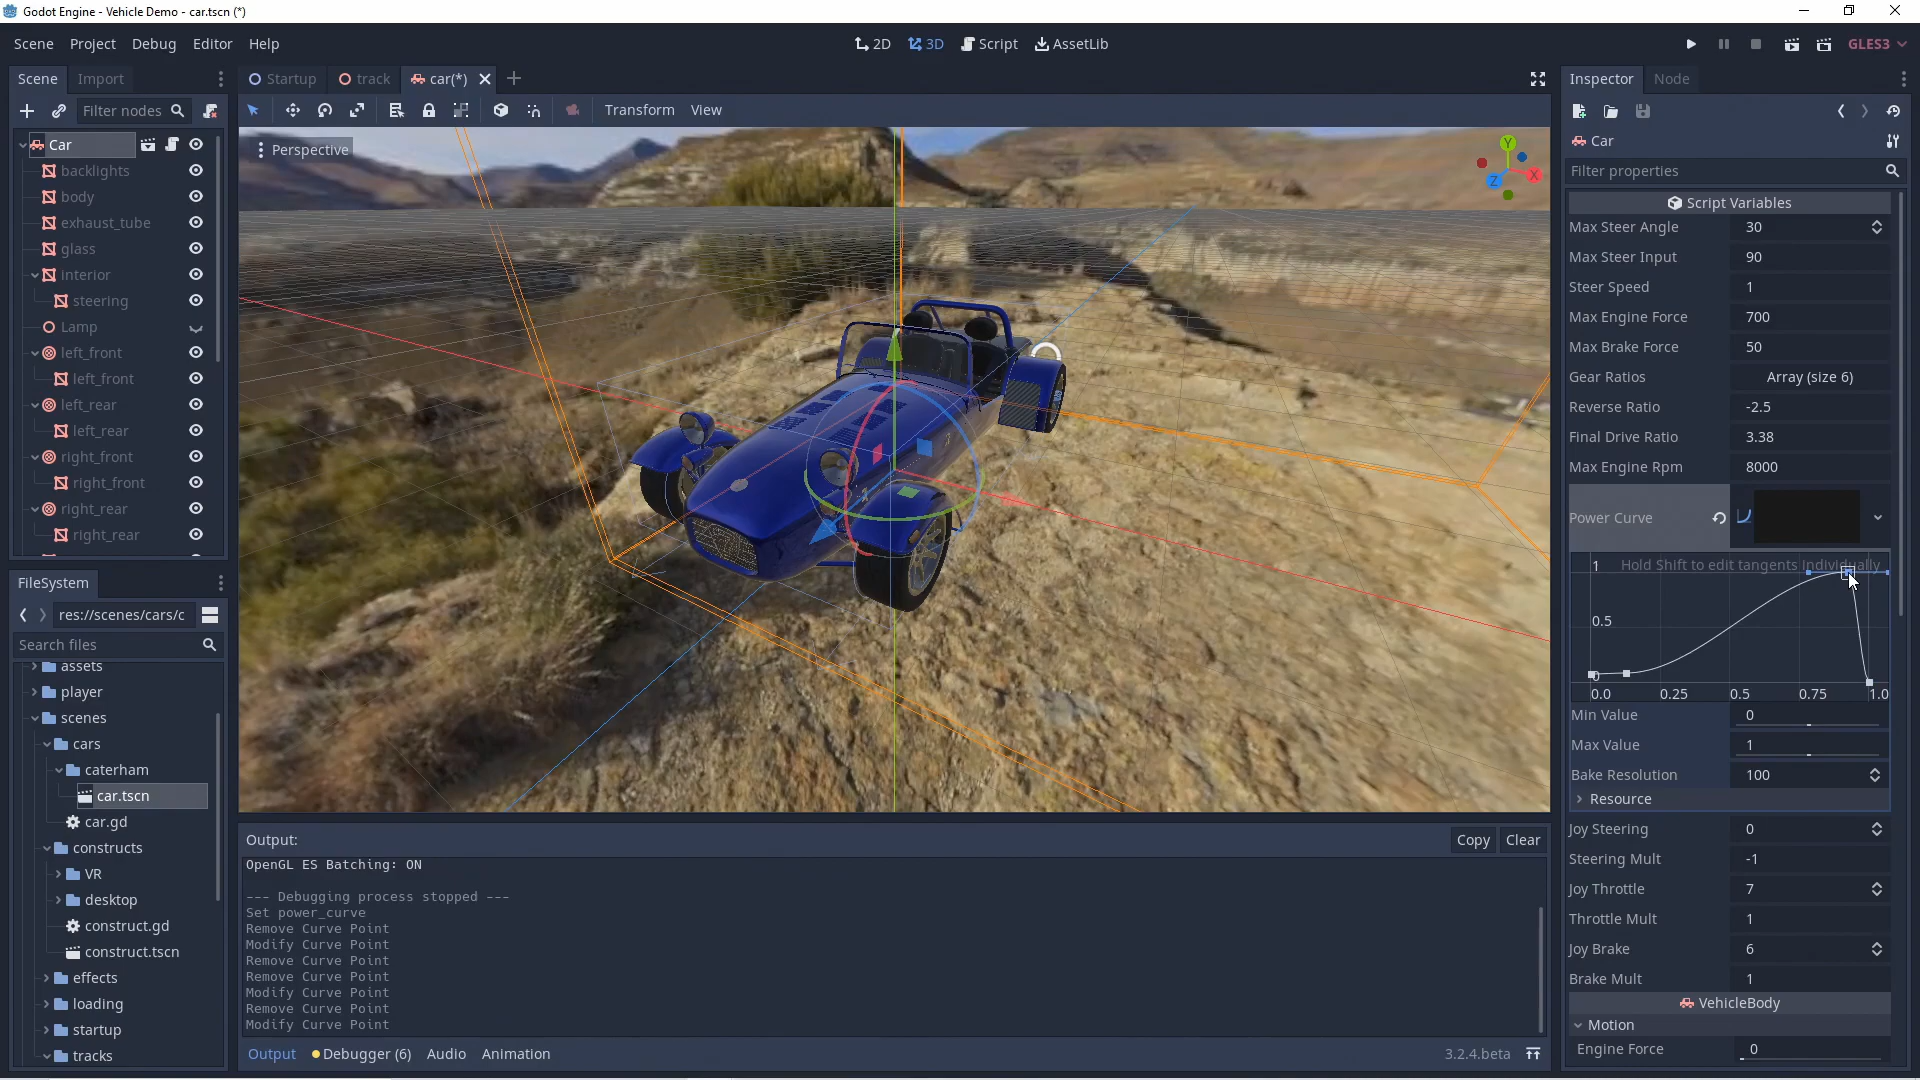 Godot Engine - Vehicle Demo - car.tscn (*)
Scene Project Debug Editor Help
2D 3D Script AssetLib
GLES3
Scene Import
Startup track car(*)
Inspector Node
Filter nodes
Transform View
Car
backlights
body
exhaust_tube
glass
interior
steering
Lamp
left_front
left_front
left_rear
left_rear
right_front
right_front
right_rear
right_rear
FileSystem
res://scenes/cars/c
Search files
assets
player
scenes
cars
caterham
car.tscn
car.gd
constructs
VR
desktop
construct.gd
construct.tscn
effects
loading
startup
tracks
Perspective
Y
X
Z
Output:
Copy Clear
OpenGL ES Batching: ON
--- Debugging process stopped ---
Set power_curve
Remove Curve Point
Modify Curve Point
Remove Curve Point
Remove Curve Point
Modify Curve Point
Remove Curve Point
Modify Curve Point
Output Debugger (6) Audio Animation
3.2.4.beta
Car
Filter properties
Script Variables
Max Steer Angle 30
Max Steer Input 90
Steer Speed 1
Max Engine Force 700
Max Brake Force 50
Gear Ratios Array (size 6)
Reverse Ratio -2.5
Final Drive Ratio 3.38
Max Engine Rpm 8000
Power Curve
Hold Shift to edit tangents individually
1
0.5
0
0.0 0.25 0.5 0.75 1.0
Min Value 0
Max Value 1
Bake Resolution 100
Resource
Joy Steering 0
Steering Mult -1
Joy Throttle 7
Throttle Mult 1
Joy Brake 6
Brake Mult 1
VehicleBody
Motion
Engine Force 0